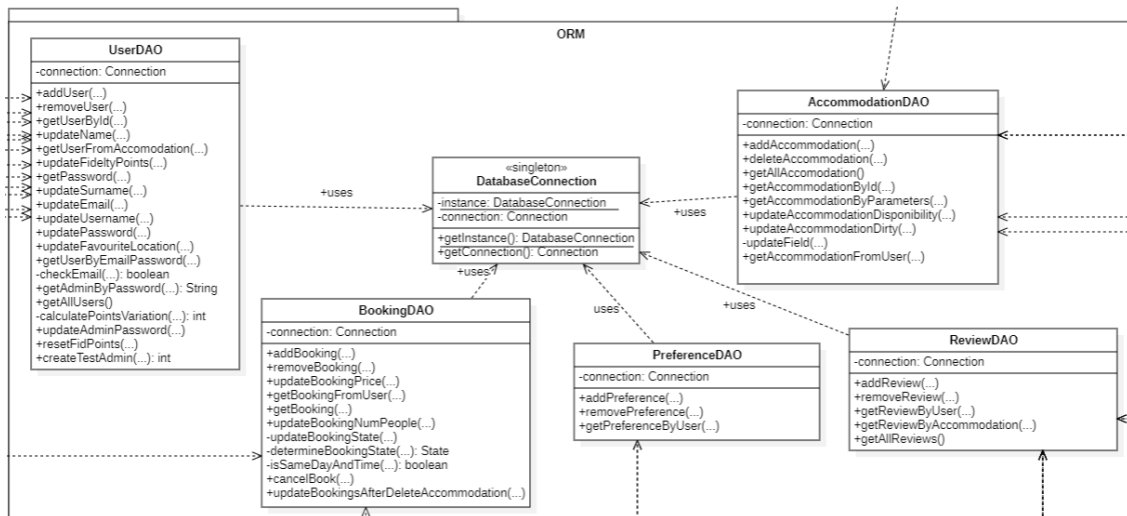 ORM
UserDAO
-connection: Connection
+addUser(...)
+removeUser(...)
+getUserById(...)
+updateName(...)
+getUserFromAccomodation(...)
+updateFideltyPoints(...)
+getPassword(...)
+updateSurname(...)
+updateEmail(...)
+updateUsername(...)
+updatePassword(...)
+updateFavouriteLocation(...)
+getUserByEmailPassword(...)
-checkEmail(...): boolean
+getAdminByPassword(...): String
+getAllUsers()
-calculatePointsVariation(...): int
+updateAdminPassword(...)
+resetFidPoints(...)
+createTestAdmin(...): int
+uses
«singleton»
DatabaseConnection
-instance: DatabaseConnection
-connection: Connection
+getInstance(): DatabaseConnection
+getConnection(): Connection
+uses
AccommodationDAO
-connection: Connection
+addAccommodation(...)
+deleteAccommodation(...)
+getAllAccomodation()
+getAccommodationById(...)
+getAccommodationByParameters(...)
+updateAccommodationDisponibility(...)
+updateAccommodationDirty(...)
-updateField(...)
+getAccommodationFromUser(...)
+uses
uses
+uses
BookingDAO
-connection: Connection
+addBooking(...)
+removeBooking(...)
+updateBookingPrice(...)
+getBookingFromUser(...)
+getBooking(...)
+updateBookingNumPeople(...)
-updateBookingState(...)
-determineBookingState(...): State
-isSameDayAndTime(...): boolean
+cancelBook(...)
+updateBookingsAfterDeleteAccommodation(...)
PreferenceDAO
-connection: Connection
+addPreference(...)
+removePreference(...)
+getPreferenceByUser(...)
ReviewDAO
-connection: Connection
+addReview(...)
+removeReview(...)
+getReviewByUser(...)
+getReviewByAccommodation(...)
+getAllReviews()